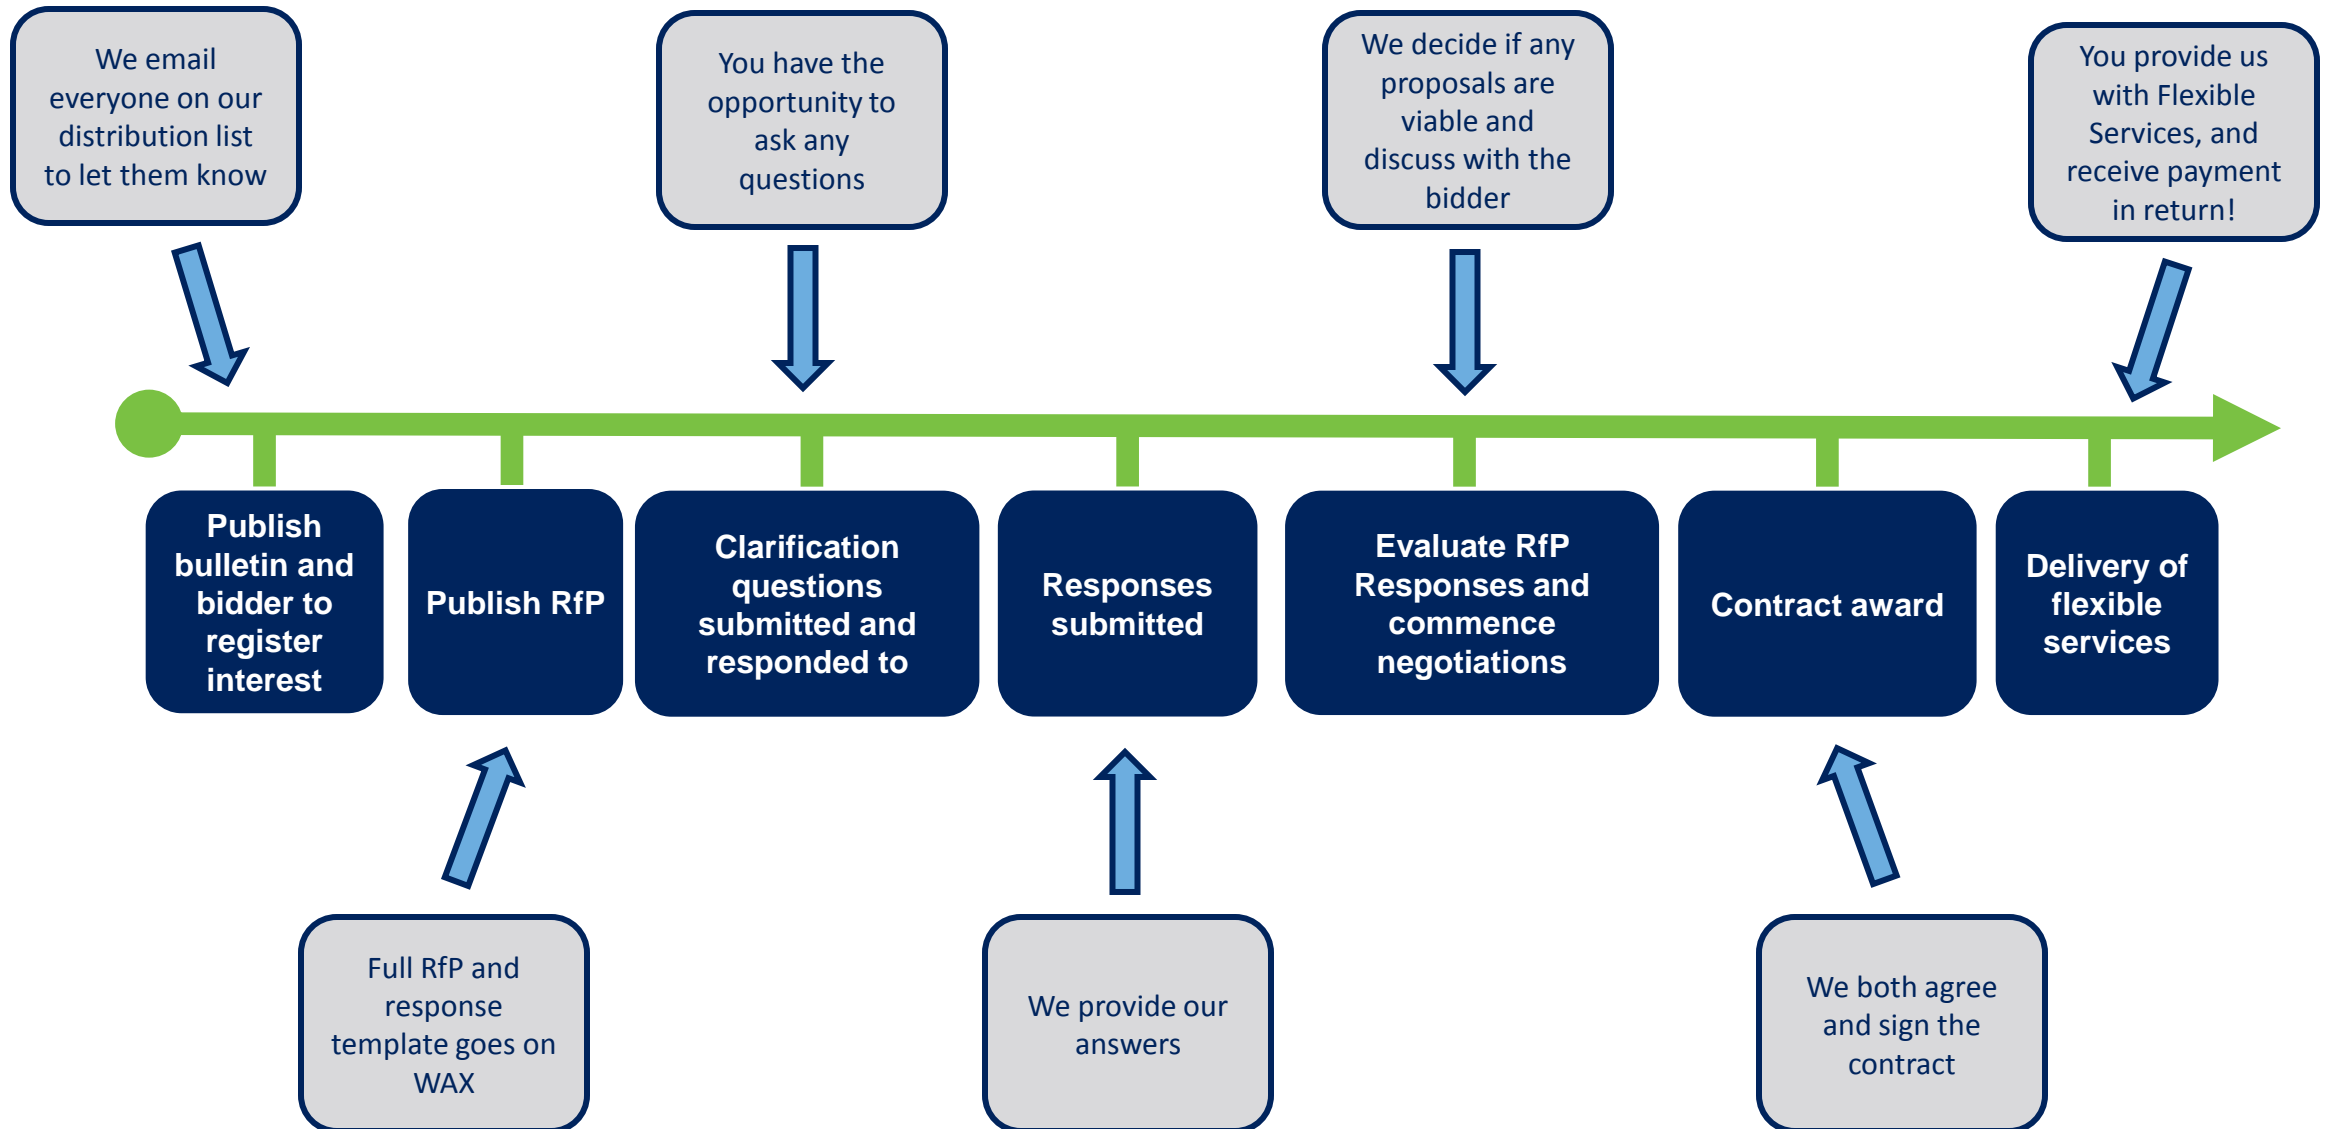 We email
everyone on our
distribution list
to let them know
You have the
opportunity to
ask any
questions
We decide if any
proposals are
viable and
discuss with the
bidder
You provide us
with Flexible
Services, and
receive payment
in return!
Publish
bulletin and
bidder to
register
interest
Publish RfP
Clarification
questions
submitted and
responded to
Responses
submitted
Evaluate RfP
Responses and
commence
negotiations
Contract award
Delivery of
flexible
services
Full RfP and
response
template goes on
WAX
We provide our
answers
We both agree
and sign the
contract